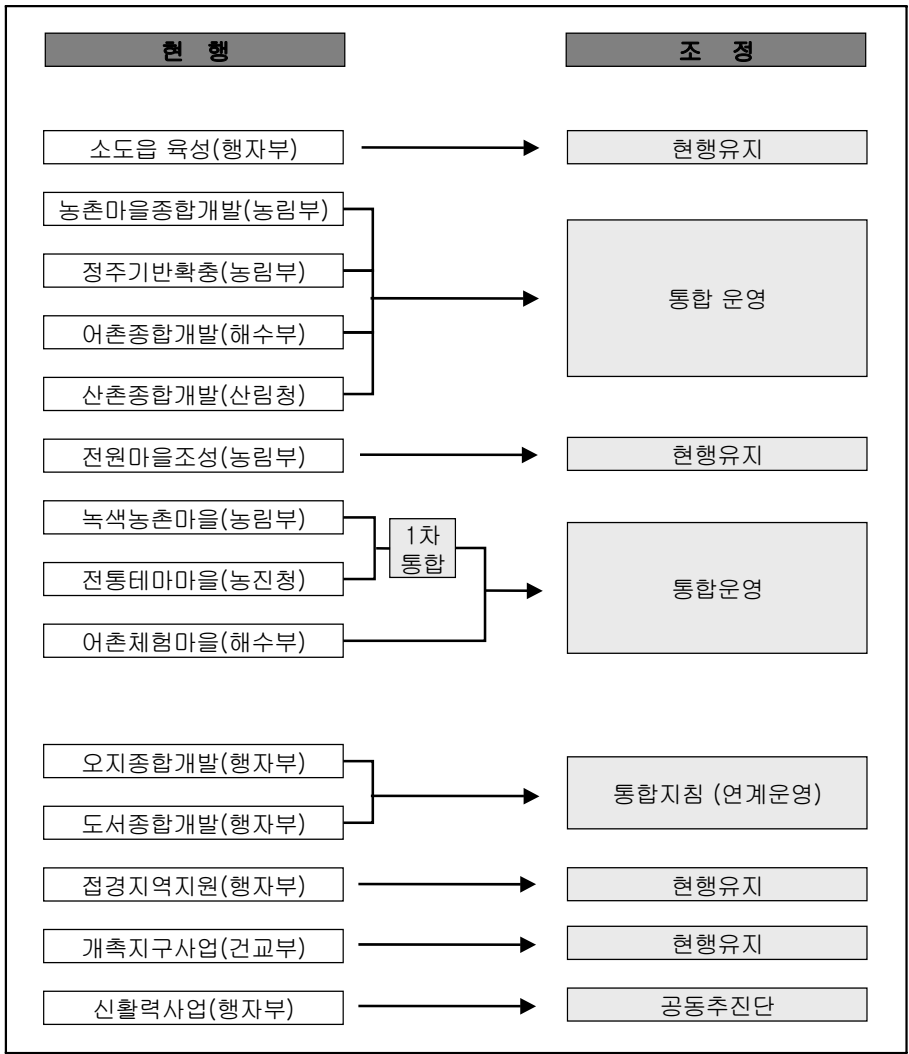 현 행
조 정
소도읍 육성(행자부)
현행유지
농촌마을종합개발(농림부)
정주기반확충(농림부)
어촌종합개발(해수부)
산촌종합개발(산림청)
통합 운영
전원마을조성(농림부)
현행유지
녹색농촌마을(농림부)
전통테마마을(농진청)
1차
통합
어촌체험마을(해수부)
통합운영
오지종합개발(행자부)
도서종합개발(행자부)
통합지침 (연계운영)
접경지역지원(행자부)
현행유지
개촉지구사업(건교부)
현행유지
신활력사업(행자부)
공동추진단